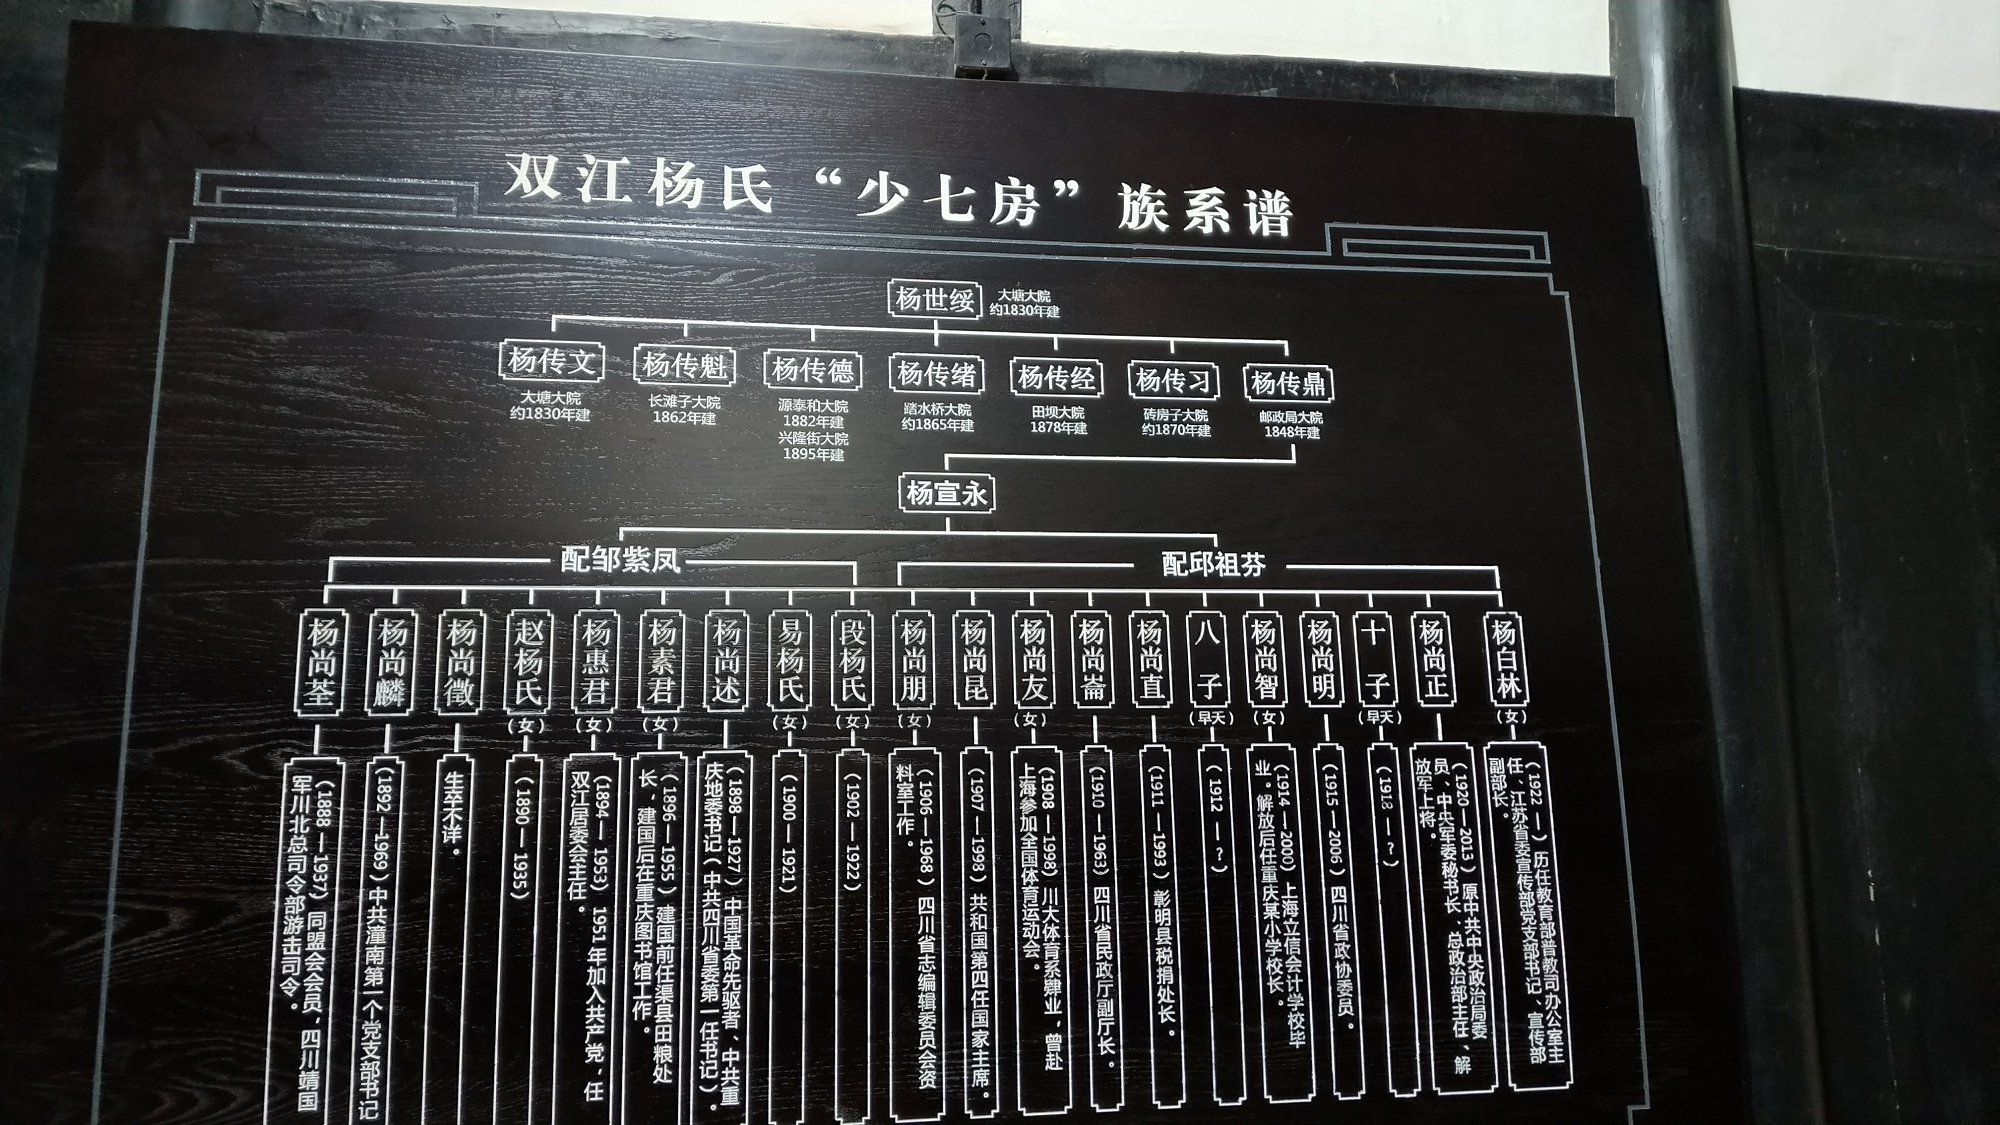 双江杨氏“少七房”族系谱
杨世绥
大塘大院
约1830年建
杨传文
大塘大院
约1830年建
杨传魁
长滩子大院
1862年建
杨传德
源泰和大院
1882年建
兴隆街大院
1895年建
杨传绪
踏水桥大院
约1865年建
杨传经
田坝大院
1878年建
杨传习
砖房子大院
约1870年建
杨传鼎
邮政局大院
1848年建
杨宣永
配邹紫凤
配邱祖芬
杨尚荃
(1888—1937)同盟会会员,四川靖国
军川北总司令部游击司令。
杨尚麟
(1892—1969)中共潼南第一个党支部书记
杨尚徵
生卒不详。
赵杨氏
(女)
(1890—1935)
杨惠君
(女)
(1894—1953)1951年加入共产党,任
双江居委会主任。
杨素君
(女)
(1896—1955)建国前任渠县田粮处
长,建国后在重庆图书馆工作。
杨尚述
(1898—1927)中国革命先驱者、中共重
庆地委书记(中共四川省委第一任书记)。
易杨氏
(女)
(1900—1921)
段杨氏
(女)
(1902—1922)
杨尚朋
(女)
(1906—1968)四川省志编辑委员会资
料室工作。
杨尚昆
(1907—1998)共和国第四任国家主席。
杨尚友
(女)
(1908—1998)川大体育系肄业,曾赴
上海参加全国体育运动会。
杨尚崙
(1910—1963)四川省民政厅副厅长。
杨尚直
(1911—1993)彰明县税捐处长。
八子
(早夭)
(1912—?)
杨尚智
(女)
(1914—2000)上海立信会计学校毕
业。解放后任重庆某小学校长。
杨尚明
(1915—2006)四川省政协委员。
十子
(早夭)
(1918—?)
杨尚正
(1920—2013)原中共中央政治局委
员、中央军委秘书长、总政治部主任、解
放军上将。
杨白林
(女)
(1922—)历任教育部普教司办公室主
任、江苏省委宣传部党支部书记、宣传部
副部长。